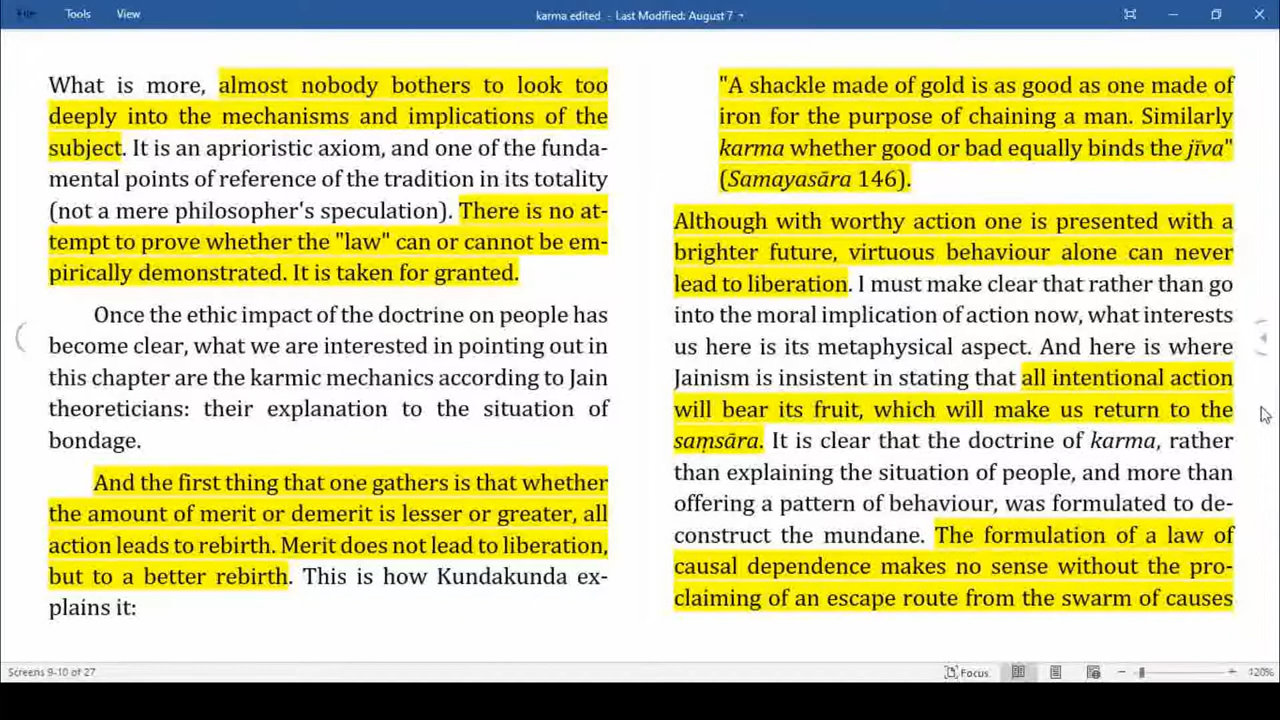 File Tools View karma edited - Last Modified: August 7
What is more, almost nobody bothers to look too
deeply into the mechanisms and implications of the
subject. It is an aprioristic axiom, and one of the funda-
mental points of reference of the tradition in its totality
(not a mere philosopher's speculation). There is no at-
tempt to prove whether the "law" can or cannot be em-
pirically demonstrated. It is taken for granted.
Once the ethic impact of the doctrine on people has
become clear, what we are interested in pointing out in
this chapter are the karmic mechanics according to Jain
theoreticians: their explanation to the situation of
bondage.
And the first thing that one gathers is that whether
the amount of merit or demerit is lesser or greater, all
action leads to rebirth. Merit does not lead to liberation,
but to a better rebirth. This is how Kundakunda ex-
plains it:
"A shackle made of gold is as good as one made of
iron for the purpose of chaining a man. Similarly
karma whether good or bad equally binds the jīva"
(Samayasāra 146).
Although with worthy action one is presented with a
brighter future, virtuous behaviour alone can never
lead to liberation. I must make clear that rather than go
into the moral implication of action now, what interests
us here is its metaphysical aspect. And here is where
Jainism is insistent in stating that all intentional action
will bear its fruit, which will make us return to the
saṃsāra. It is clear that the doctrine of karma, rather
than explaining the situation of people, and more than
offering a pattern of behaviour, was formulated to de-
construct the mundane. The formulation of a law of
causal dependence makes no sense without the pro-
claiming of an escape route from the swarm of causes
Screens 9-10 of 27 Focus 120%